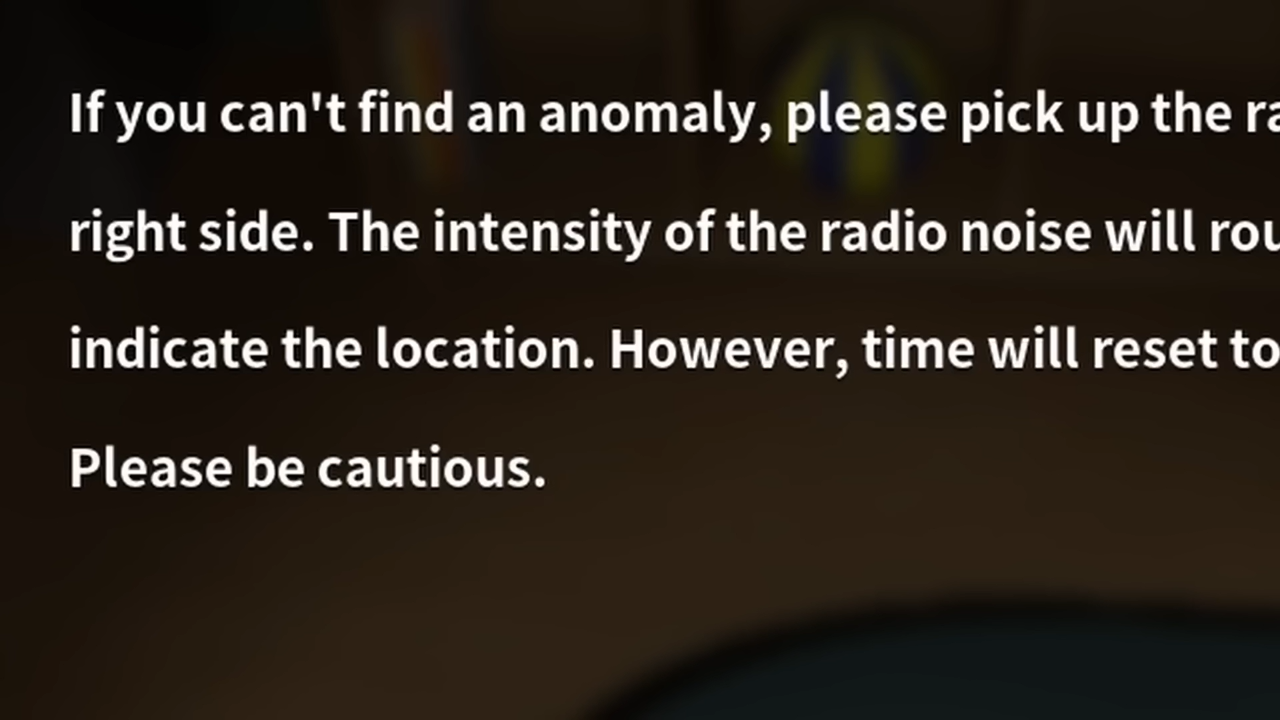 If you can't find an anomaly, please pick up the
right side. The intensity of the radio noise will
indicate the location. However, time will reset to
Please be cautious.